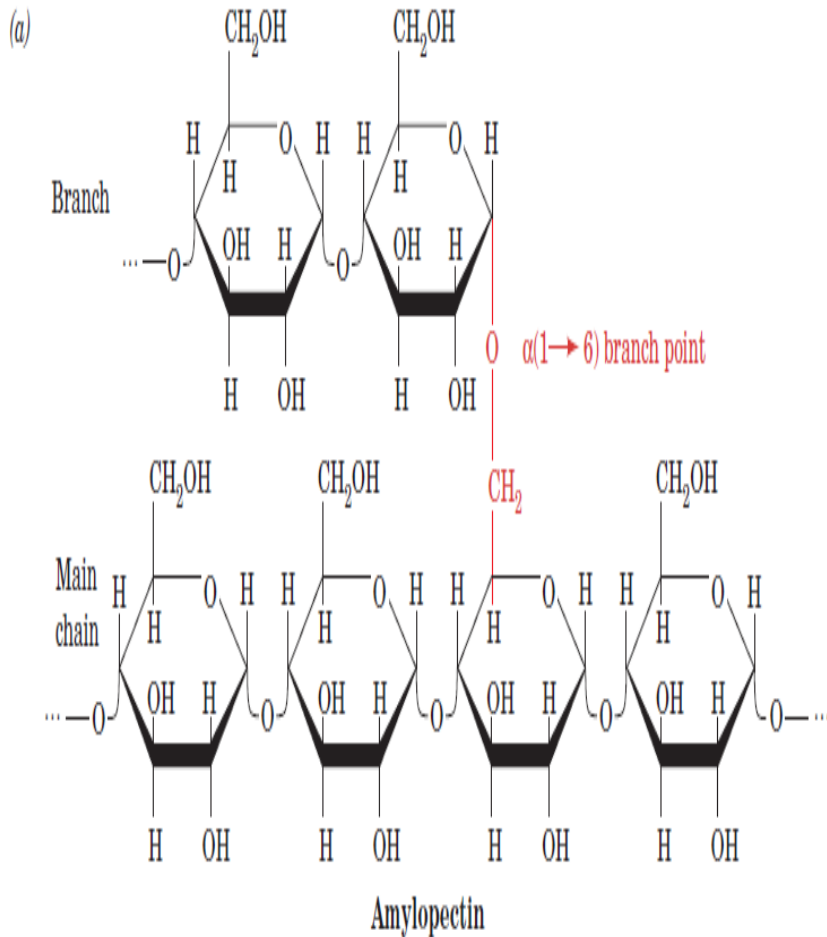 (a)
CH₂OH CH₂OH
O O
H H H H
H H
Branch
OH H OH H
···—O O
O α(1→6) branch point
H OH H OH
CH₂OH CH₂OH CH₂ CH₂OH
Main
chain
H O H H O H H O H H O H
H H H H
OH H OH H OH H OH H
···—O O O O O—···
H OH H OH H OH H OH
Amylopectin